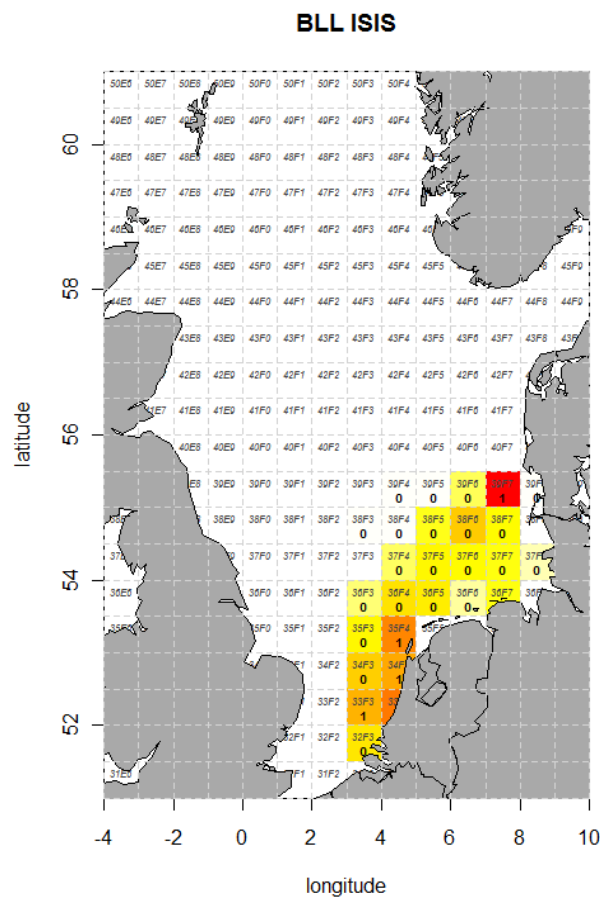 BLL ISIS
50E6 50E7 50E8 50E9 50F0 50F1 50F2 50F3 50F4
60
49E6 49E7 49F0 49F1 49F2 49F3 49F4
48E6 48E7 48E8 48E9 48F0 48F1 48F2 48F3 48F4
47E6 47E7 47E8 47E9 47F0 47F1 47F2 47F3 47F4
46E7 46E8 46E9 46F0 46F1 46F2 46F3 46F4
45E7 45E8 45E9 45F0 45F1 45F2 45F3 45F4 45F5 45F9
58
44E6 44E7 44E8 44E9 44F0 44F1 44F2 44F3 44F4 44F5 44F6 44F7 44F8 44F9
43E8 43E9 43F0 43F1 43F2 43F3 43F4 43F5 43F6 43F7 43F8
42E8 42E9 42F0 42F1 42F2 42F3 42F4 42F5 42F6 42F7
41E8 41E9 41F0 41F1 41F2 41F3 41F4 41F5 41F6 41F7
56
40E8 40E9 40F0 40F1 40F2 40F3 40F4 40F5 40F6 40F7
39E9 39F0 39F1 39F2 39F3 39F4 39F5 39F6 39F7
0 0 0 1 0
38E9 38F0 38F1 38F2 38F3 38F4 38F5 38F6 38F7
0 0 0 0 0
37F0 37F1 37F2 37F3 37F4 37F5 37F6 37F7
54
0 0 0 0 0
36E6 36F0 36F1 36F2 36F3 36F4 36F5 36F6 36F7
0 0 0 0
35F1 35F2 35F3 35F4
0 1
34F2 34F3
0 1
33F2 33F3
52
1
32F2 32F3
0
31E6 31F2
-4 -2 0 2 4 6 8 10
latitude
longitude